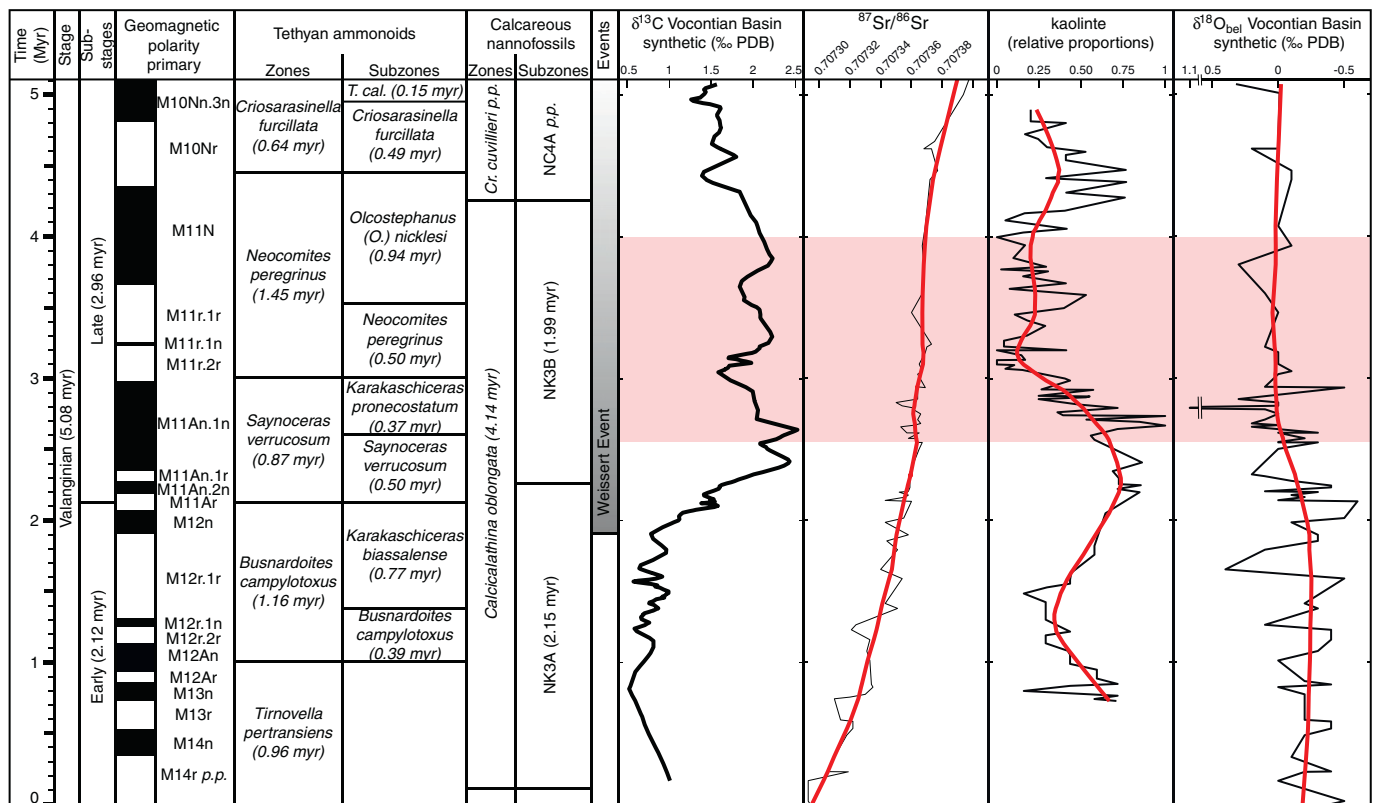 Time (Myr)
Stage
Sub-stages
Geomagnetic polarity primary
Tethyan ammonoids
Zones
Subzones
Calcareous nannofossils
Zones
Subzones
Events
δ13C Vocontian Basin
synthetic (‰ PDB)
0.5 1 1.5 2 2.5
87Sr/86Sr
0.70730 0.70732 0.70734 0.70736 0.70738
kaolinte
(relative proportions)
0 0.25 0.50 0.75 1
δ18Obel Vocontian Basin
synthetic (‰ PDB)
1.1 0.5 0 -0.5
5
4
3
2
1
0
Valanginian (5.08 myr)
Late (2.96 myr)
Early (2.12 myr)
M10Nn.3n
M10Nr
M11N
M11r.1r
M11r.1n
M11r.2r
M11An.1n
M11An.1r
M11An.2n
M11Ar
M12n
M12r.1r
M12r.1n
M12r.2r
M12An
M12Ar
M13n
M13r
M14n
M14r p.p.
Criosarasinella
furcillata
(0.64 myr)
Neocomites
peregrinus
(1.45 myr)
Saynoceras
verrucosum
(0.87 myr)
Busnardoites
campylotoxus
(1.16 myr)
Tirnovella
pertransiens
(0.96 myr)
T. cal. (0.15 myr)
Criosarasinella
furcillata
(0.49 myr)
Olcostephanus
(O.) nicklesi
(0.94 myr)
Neocomites
peregrinus
(0.50 myr)
Karakaschiceras
pronecostatum
(0.37 myr)
Saynoceras
verrucosum
(0.50 myr)
Karakaschiceras
biassalense
(0.77 myr)
Busnardoites
campylotoxus
(0.39 myr)
Cr. cuvillieri p.p.
Calcicalathina oblongata (4.14 myr)
NC4A p.p.
NK3B (1.99 myr)
NK3A (2.15 myr)
Weissert Event